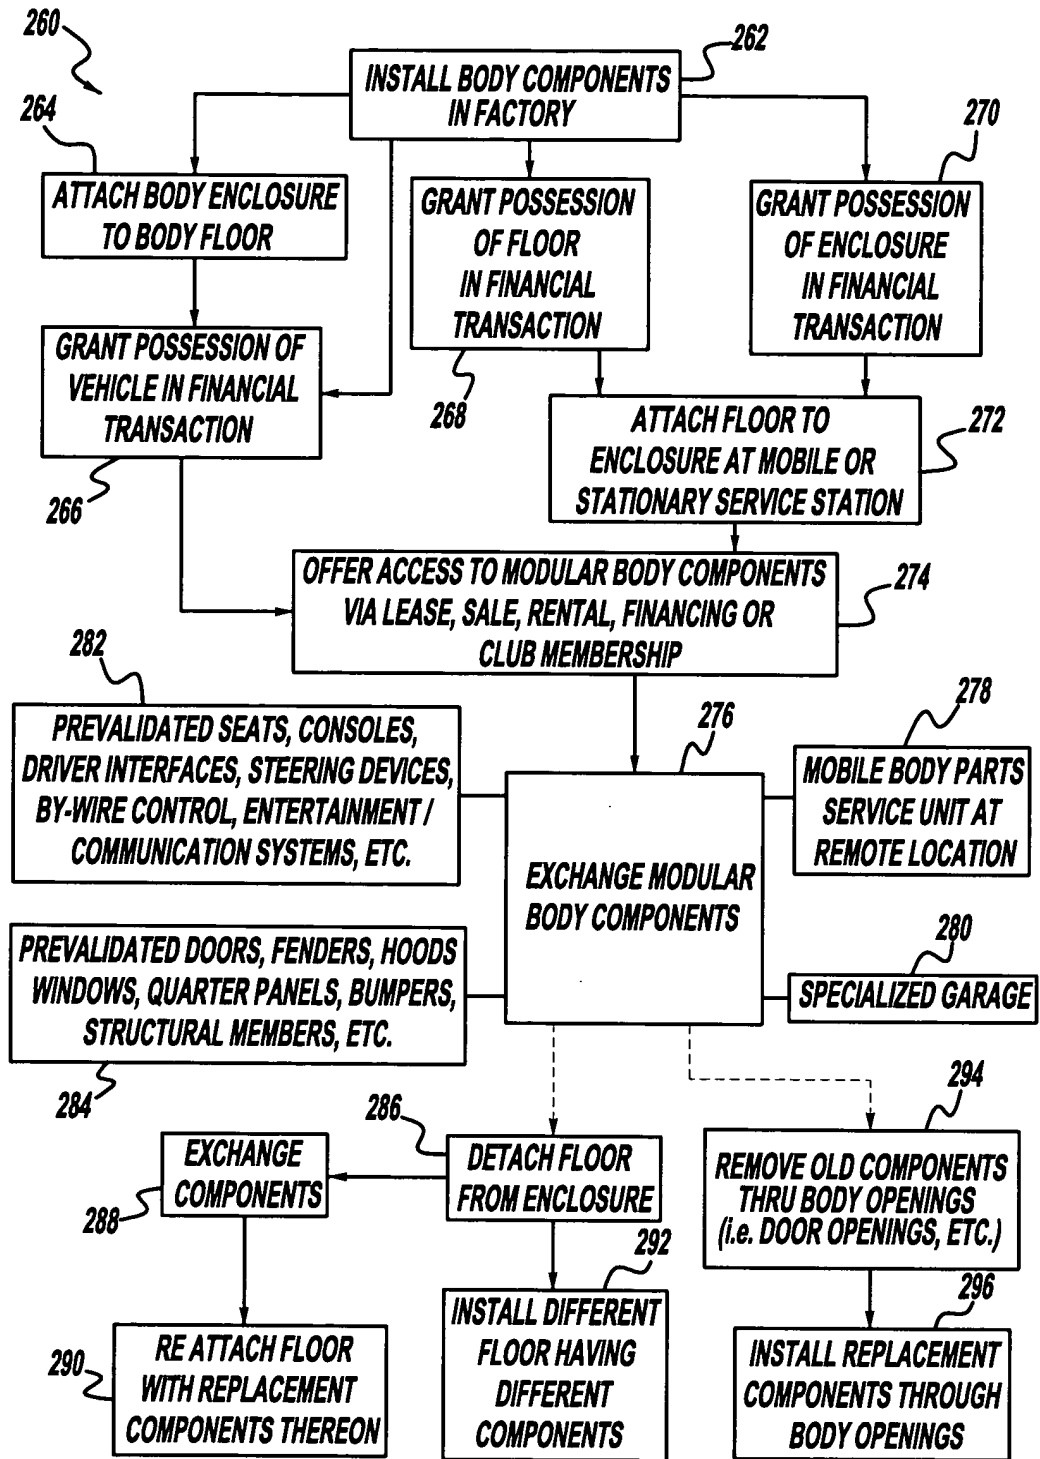 260
262
INSTALL BODY COMPONENTS
IN FACTORY
264
270
ATTACH BODY ENCLOSURE
TO BODY FLOOR
GRANT POSSESSION
OF FLOOR
IN FINANCIAL
TRANSACTION
GRANT POSSESSION
OF ENCLOSURE
IN FINANCIAL
TRANSACTION
GRANT POSSESSION OF
VEHICLE IN FINANCIAL
TRANSACTION
268
266
ATTACH FLOOR TO
ENCLOSURE AT MOBILE OR
STATIONARY SERVICE STATION
272
OFFER ACCESS TO MODULAR BODY COMPONENTS
VIA LEASE, SALE, RENTAL, FINANCING OR
CLUB MEMBERSHIP
274
282
PREVALIDATED SEATS, CONSOLES,
DRIVER INTERFACES, STEERING DEVICES,
BY-WIRE CONTROL, ENTERTAINMENT /
COMMUNICATION SYSTEMS, ETC.
276
278
MOBILE BODY PARTS
SERVICE UNIT AT
REMOTE LOCATION
EXCHANGE MODULAR
BODY COMPONENTS
PREVALIDATED DOORS, FENDERS, HOODS
WINDOWS, QUARTER PANELS, BUMPERS,
STRUCTURAL MEMBERS, ETC.
280
SPECIALIZED GARAGE
284
286
294
EXCHANGE
COMPONENTS
288
DETACH FLOOR
FROM ENCLOSURE
REMOVE OLD COMPONENTS
THRU BODY OPENINGS
(i.e. DOOR OPENINGS, ETC.)
292
296
290
RE ATTACH FLOOR
WITH REPLACEMENT
COMPONENTS THEREON
INSTALL DIFFERENT
FLOOR HAVING
DIFFERENT
COMPONENTS
INSTALL REPLACEMENT
COMPONENTS THROUGH
BODY OPENINGS